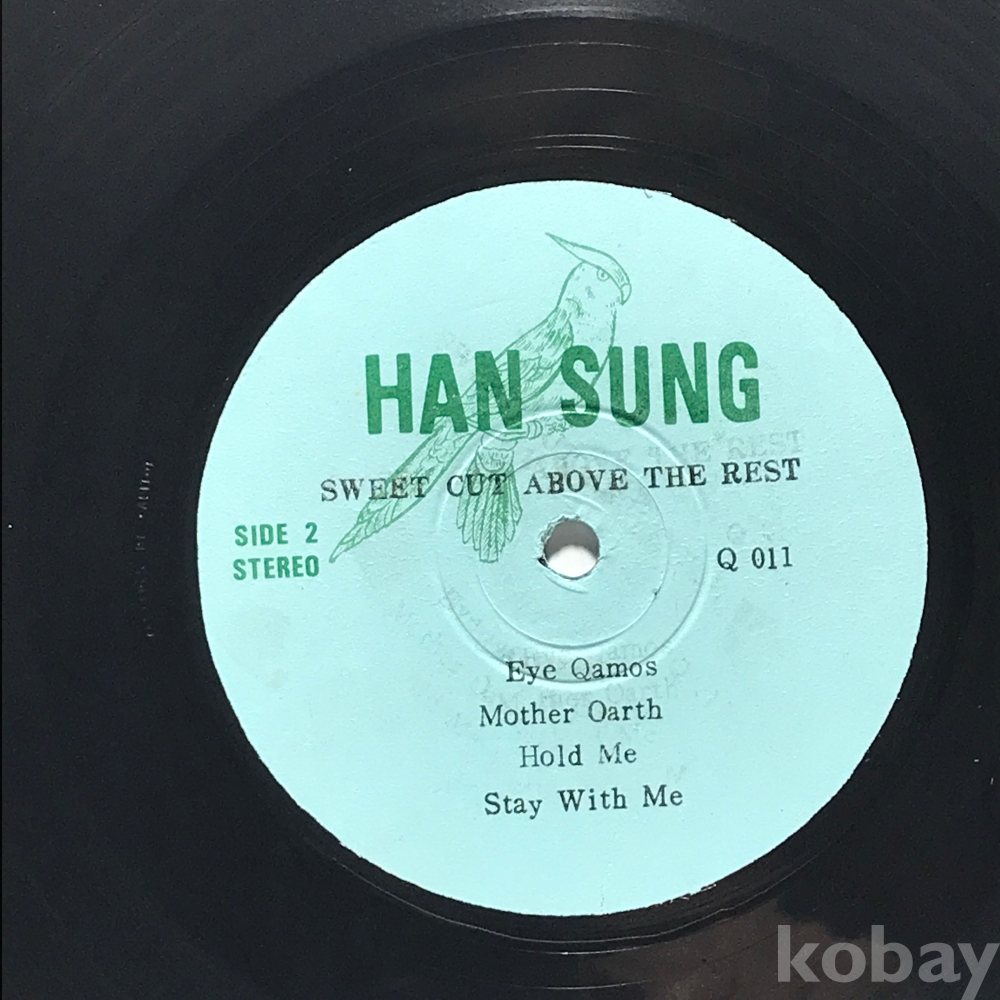 HAN SUNG
SWEET CUT ABOVE THE REST
SIDE 2
STEREO
Q 011
Eye Qamos
Mother Oarth
Hold Me
Stay With Me
kobay